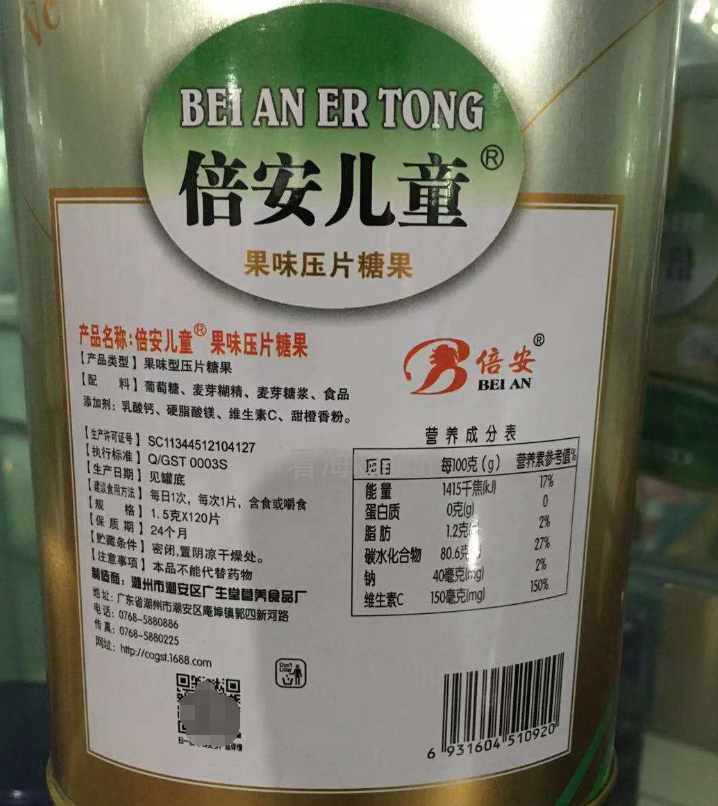 BEI AN ER TONG
倍安儿童®
果味压片糖果
产品名称:倍安儿童®果味压片糖果
【产品类型】果味型压片糖果
【配 料】葡萄糖、麦芽糊精、麦芽糖浆、食品
添加剂:乳酸钙、硬脂酸镁、维生素C、甜橙香粉。
【生产许可证号】SC11344512104127
【执行标准】Q/GST 0003S
【生产日期】见罐底
【建议食用方法】每日1次，每次1片，含食或嚼食
【规 格】1.5克X120片
【保 质 期】24个月
【贮藏条件】密闭,置阴凉干燥处。
【注意事项】本品不能代替药物
制造商:潮州市潮安区广生堂营养食品厂
地址:广东省潮州市潮安区庵埠镇郭四新河路
电话:0768-5880886
传真:0768-5880225
网址:http://cagst.1688.com
倍安®
BEI AN
营养成分表
项目 每100克(g) 营养素参考值%
能量 1415千焦(kJ) 17%
蛋白质 0克(g) 0
脂肪 1.2克 2%
碳水化合物 80.6克 27%
钠 40毫克(mg) 2%
维生素C 150毫克(mg) 150%
6 931604 510920